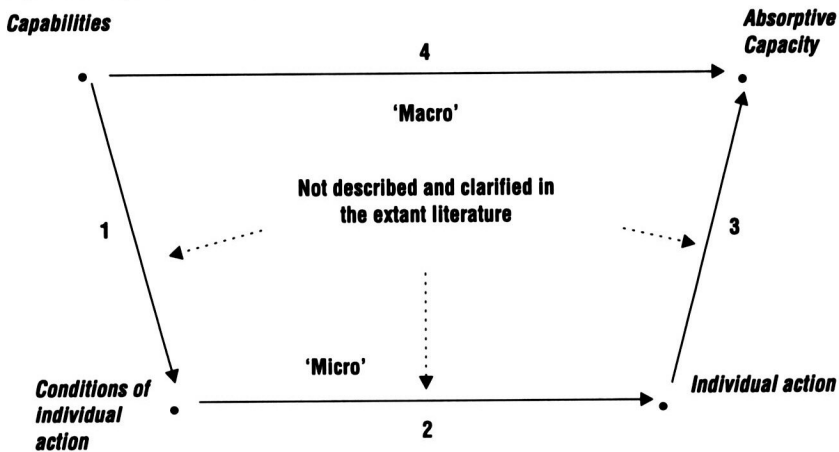 Capabilities
Absorptive
Capacity
4
‘Macro’
Not described and clarified in
the extant literature
1
3
‘Micro’
Conditions of
individual
action
Individual action
2